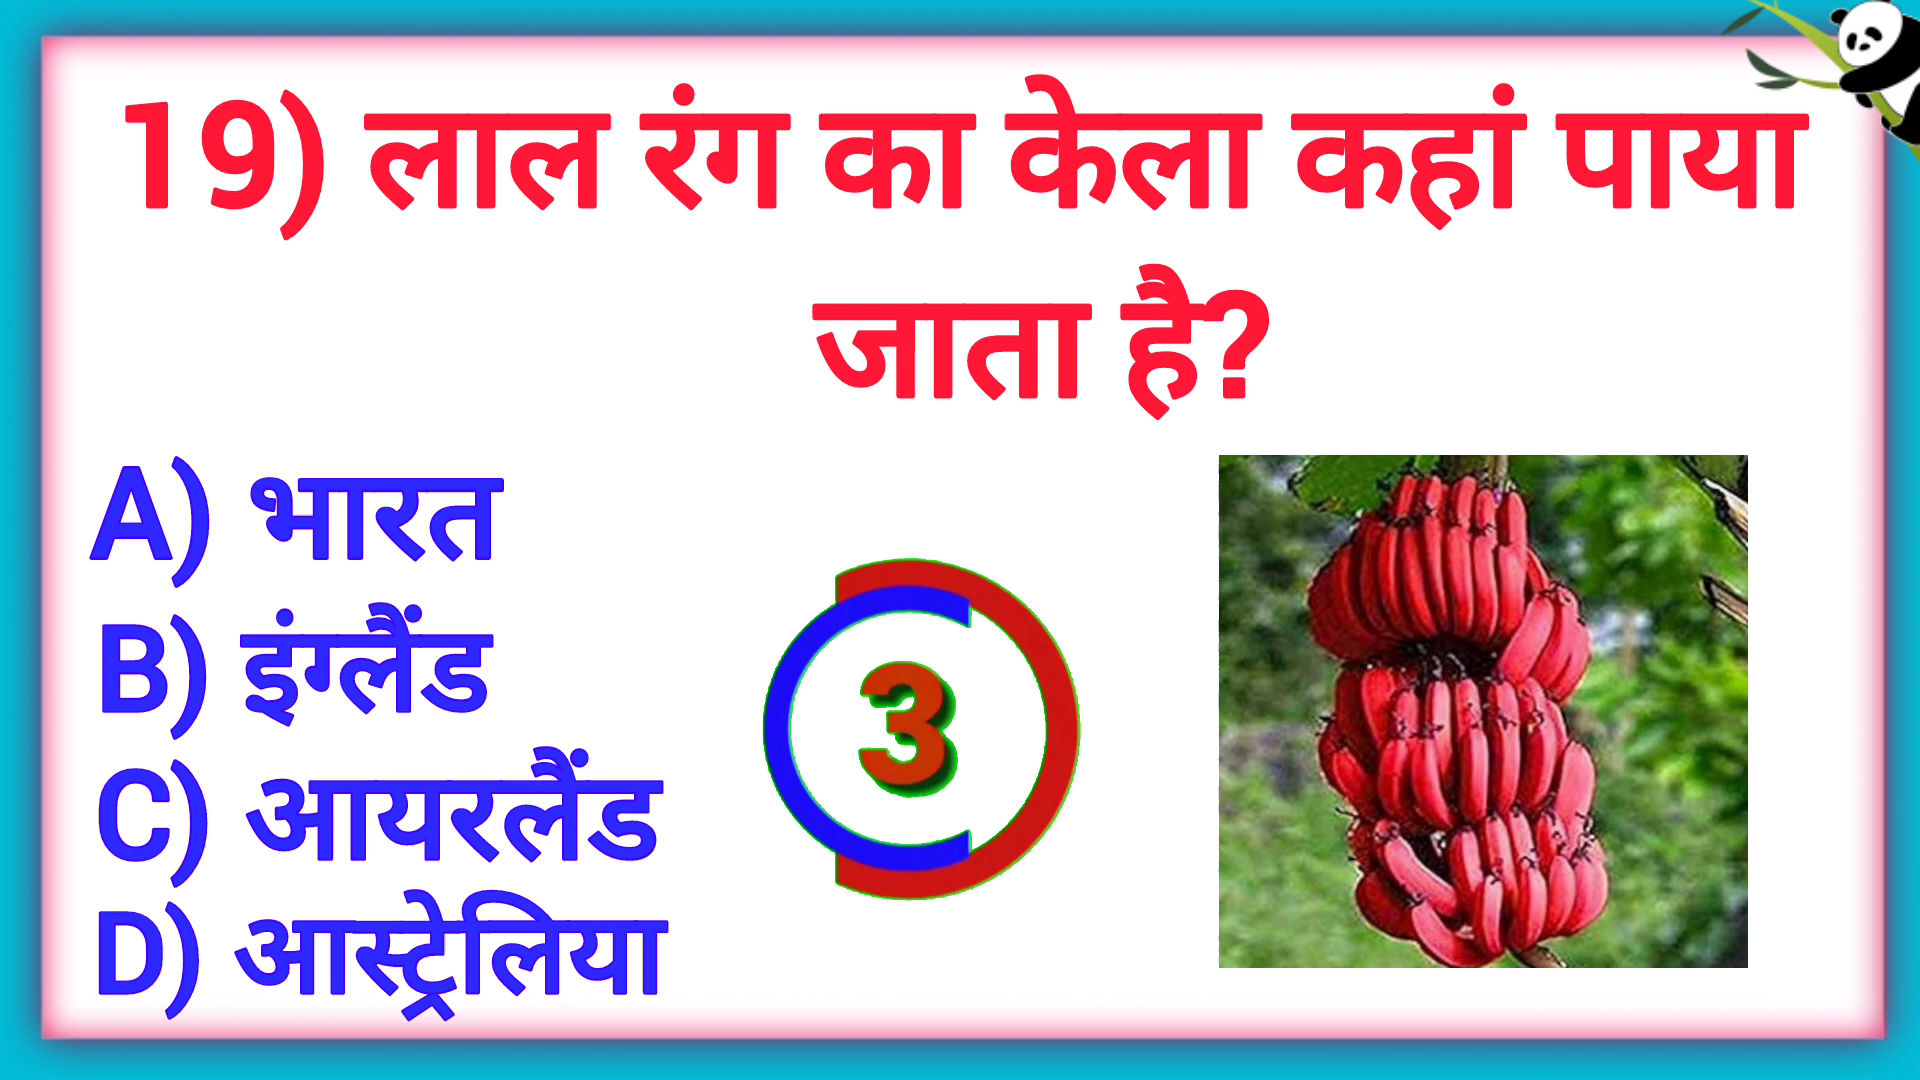 19) लाल रंग का केला कहां पाया
जाता है?
A) भारत
B) इंग्लैंड
C) आयरलैंड
D) आस्ट्रेलिया
3